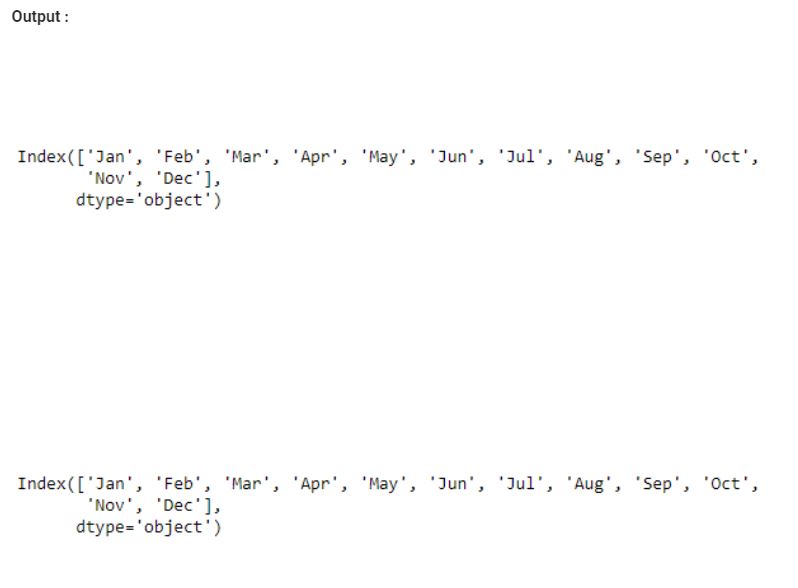 Output :
Index(['Jan', 'Feb', 'Mar', 'Apr', 'May', 'Jun', 'Jul', 'Aug', 'Sep', 'Oct',
'Nov', 'Dec'],
dtype='object')
Index(['Jan', 'Feb', 'Mar', 'Apr', 'May', 'Jun', 'Jul', 'Aug', 'Sep', 'Oct',
'Nov', 'Dec'],
dtype='object')